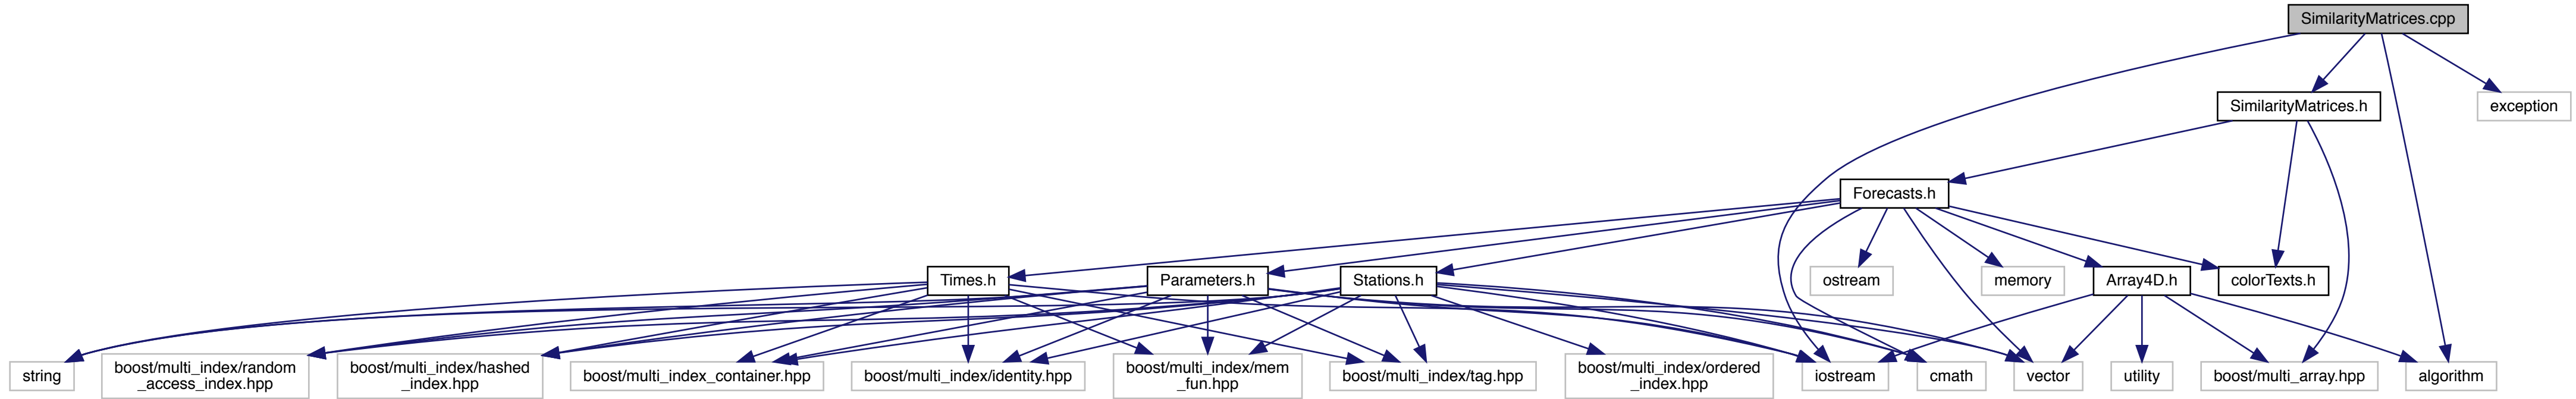 SimilarityMatrices.cpp
SimilarityMatrices.h
exception
Forecasts.h
Times.h
Parameters.h
Stations.h
ostream
memory
Array4D.h
colorTexts.h
string
boost/multi_index/random
_access_index.hpp
boost/multi_index/hashed
_index.hpp
boost/multi_index_container.hpp
boost/multi_index/identity.hpp
boost/multi_index/mem
_fun.hpp
boost/multi_index/tag.hpp
boost/multi_index/ordered
_index.hpp
iostream
cmath
vector
utility
boost/multi_array.hpp
algorithm